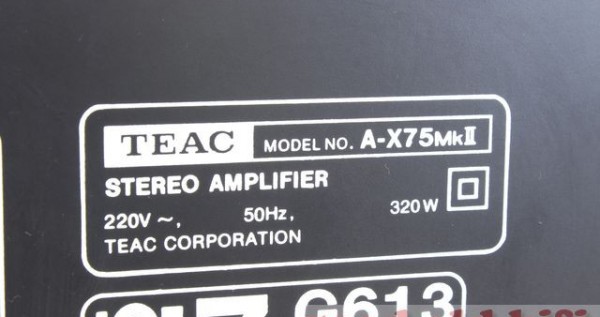 TEAC MODEL NO. A-X75MkII
STEREO AMPLIFIER
220V ~, 50Hz, 320W
TEAC CORPORATION
G613